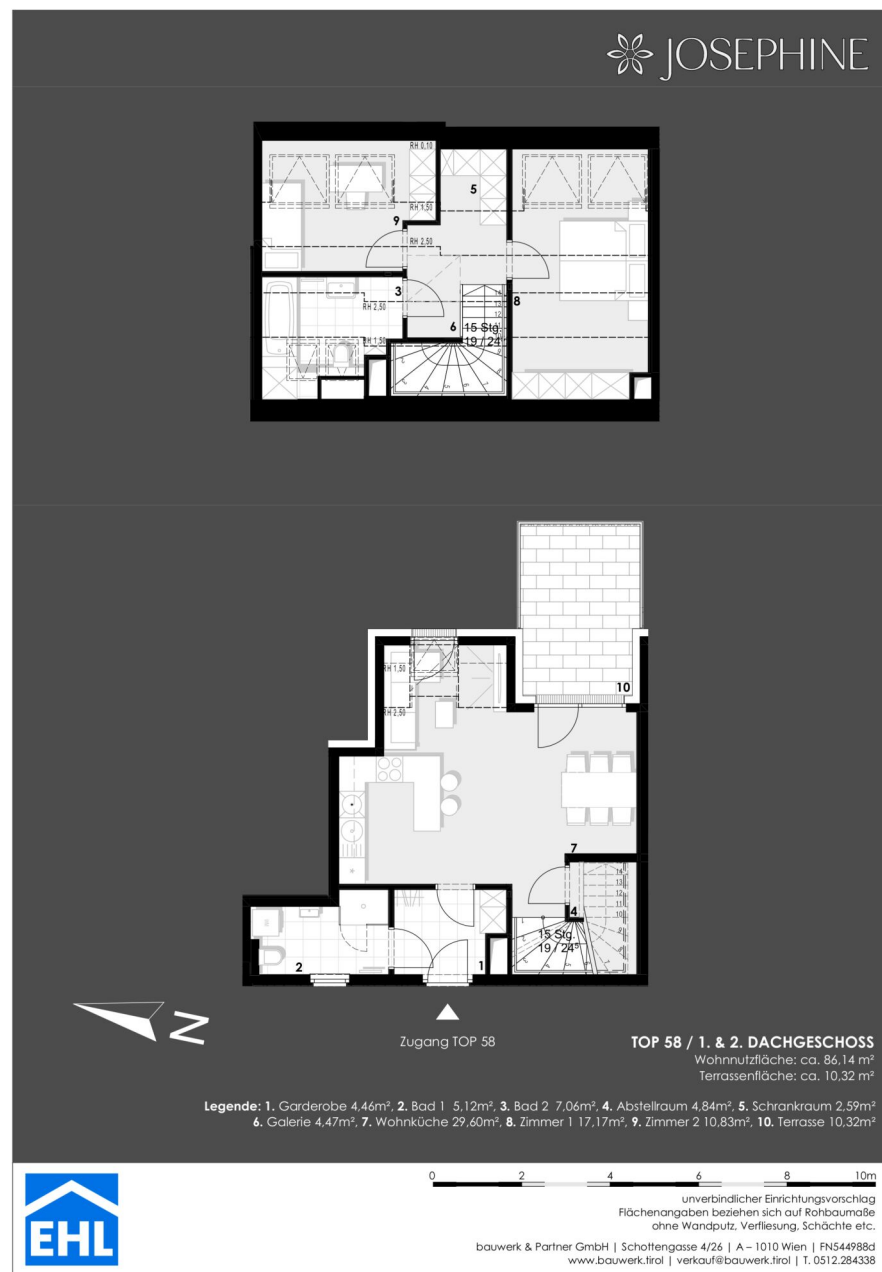 JOSEPHINE
RH 0,10
5
RH 1,50
9
RH 2,50
3
8
RH 2,50
6
15 Stg.
19 / 24⁵
RH 1,50
RH 1,50
10
RH 2,50
7
4
15 Stg.
19 / 24⁵
2
1
N
Zugang TOP 58
TOP 58 / 1. & 2. DACHGESCHOSS
Wohnnutzfläche: ca. 86,14 m²
Terrassenfläche: ca. 10,32 m²
Legende: 1. Garderobe 4,46m², 2. Bad 1 5,12m², 3. Bad 2 7,06m², 4. Abstellraum 4,84m², 5. Schrankraum 2,59m²
6. Galerie 4,47m², 7. Wohnküche 29,60m², 8. Zimmer 1 17,17m², 9. Zimmer 2 10,83m², 10. Terrasse 10,32m²
0 2 4 6 8 10m
unverbindlicher Einrichtungsvorschlag
Flächenangaben beziehen sich auf Rohbaumaße
ohne Wandputz, Verfliesung, Schächte etc.
EHL
bauwerk & Partner GmbH | Schottengasse 4/26 | A – 1010 Wien | FN544988d
www.bauwerk.tirol | verkauf@bauwerk.tirol | T. 0512.284338